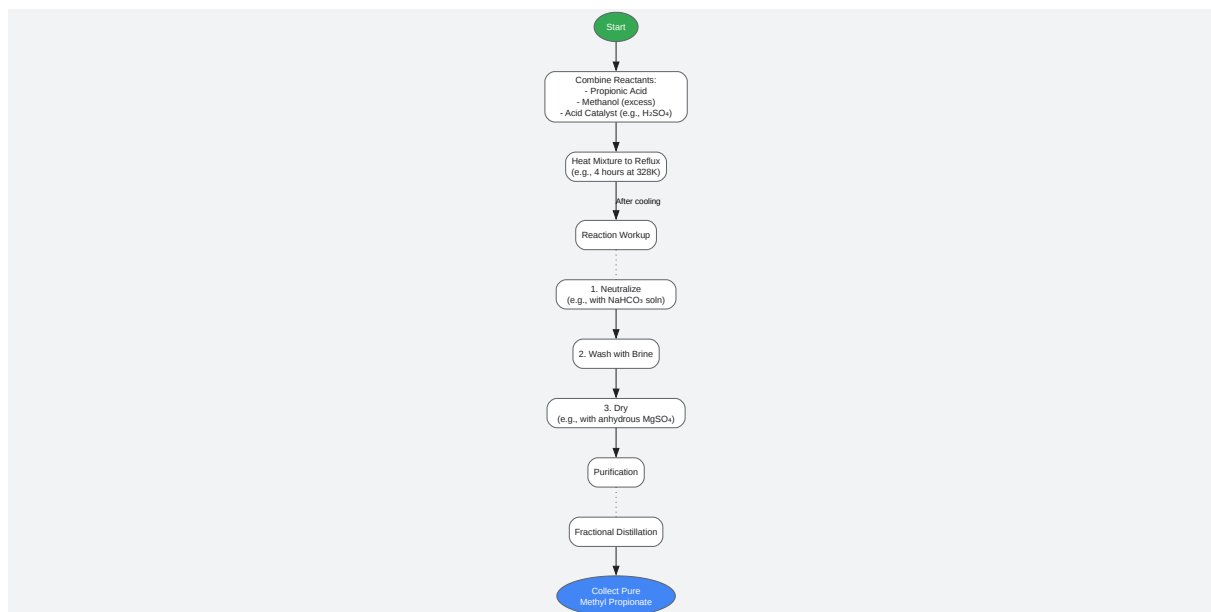 Start
Combine Reactants:
- Propionic Acid
- Methanol (excess)
- Acid Catalyst (e.g., H₂SO₄)
Heat Mixture to Reflux
(e.g., 4 hours at 328K)
After cooling
Reaction Workup
1. Neutralize
(e.g., with NaHCO₃ soln)
2. Wash with Brine
3. Dry
(e.g., with anhydrous MgSO₄)
Purification
Fractional Distillation
Collect Pure
Methyl Propionate